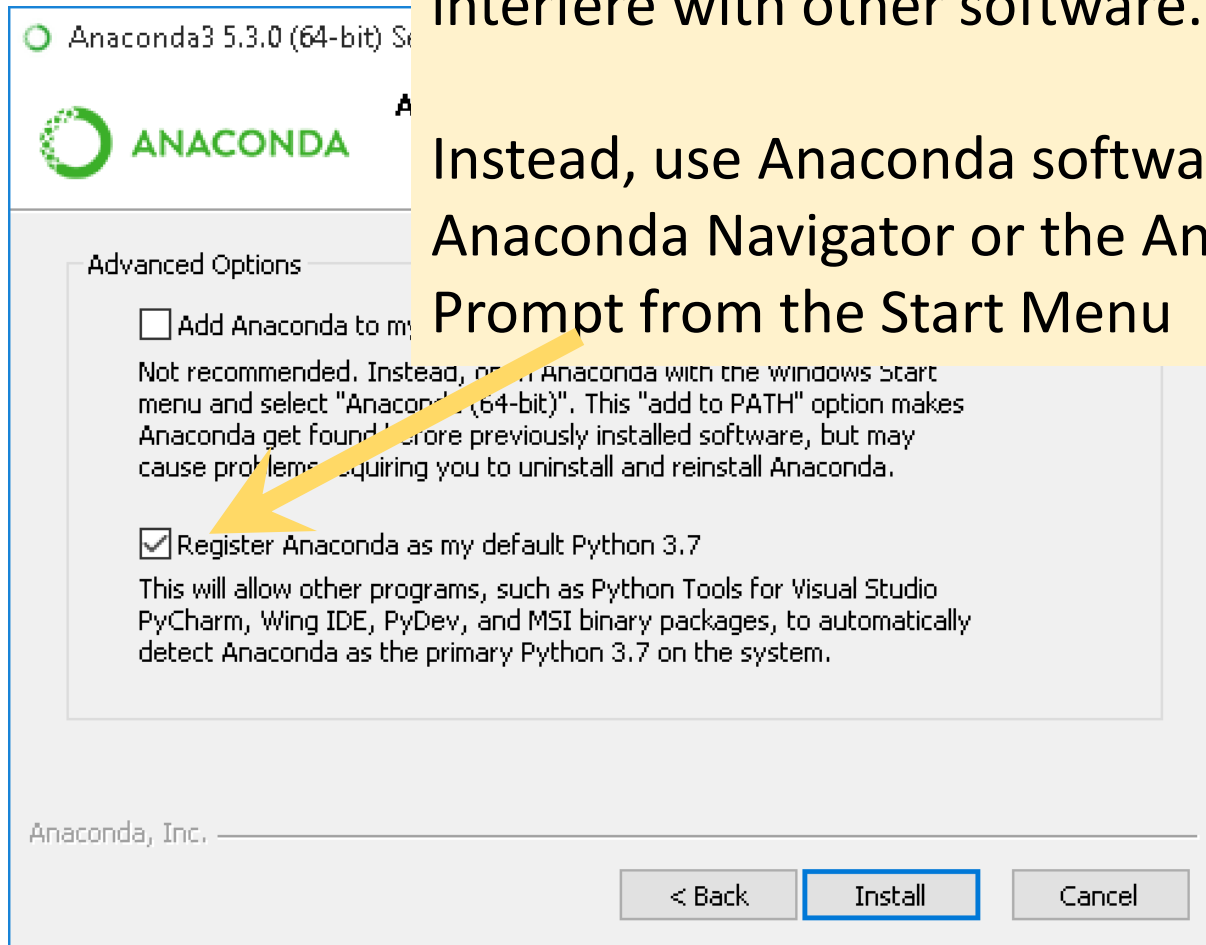 interfere with other software.
Anaconda3 5.3.0 (64-bit)
ANACONDA
Instead, use Anaconda
Anaconda Navigator or the
Prompt from the Start Menu
Advanced Options
Add Anaconda to
Not recommended. Instead, Anaconda with the Windows Start
menu and select "Anaconda (64-bit)". This "add to PATH" option makes
Anaconda get found before previously installed software, but may
cause problems requiring you to uninstall and reinstall Anaconda.
Register Anaconda as my default Python 3.7
This will allow other programs, such as Python Tools for Visual Studio
PyCharm, Wing IDE, PyDev, and MSI binary packages, to automatically
detect Anaconda as the primary Python 3.7 on the system.
Anaconda, Inc.
< Back Install Cancel